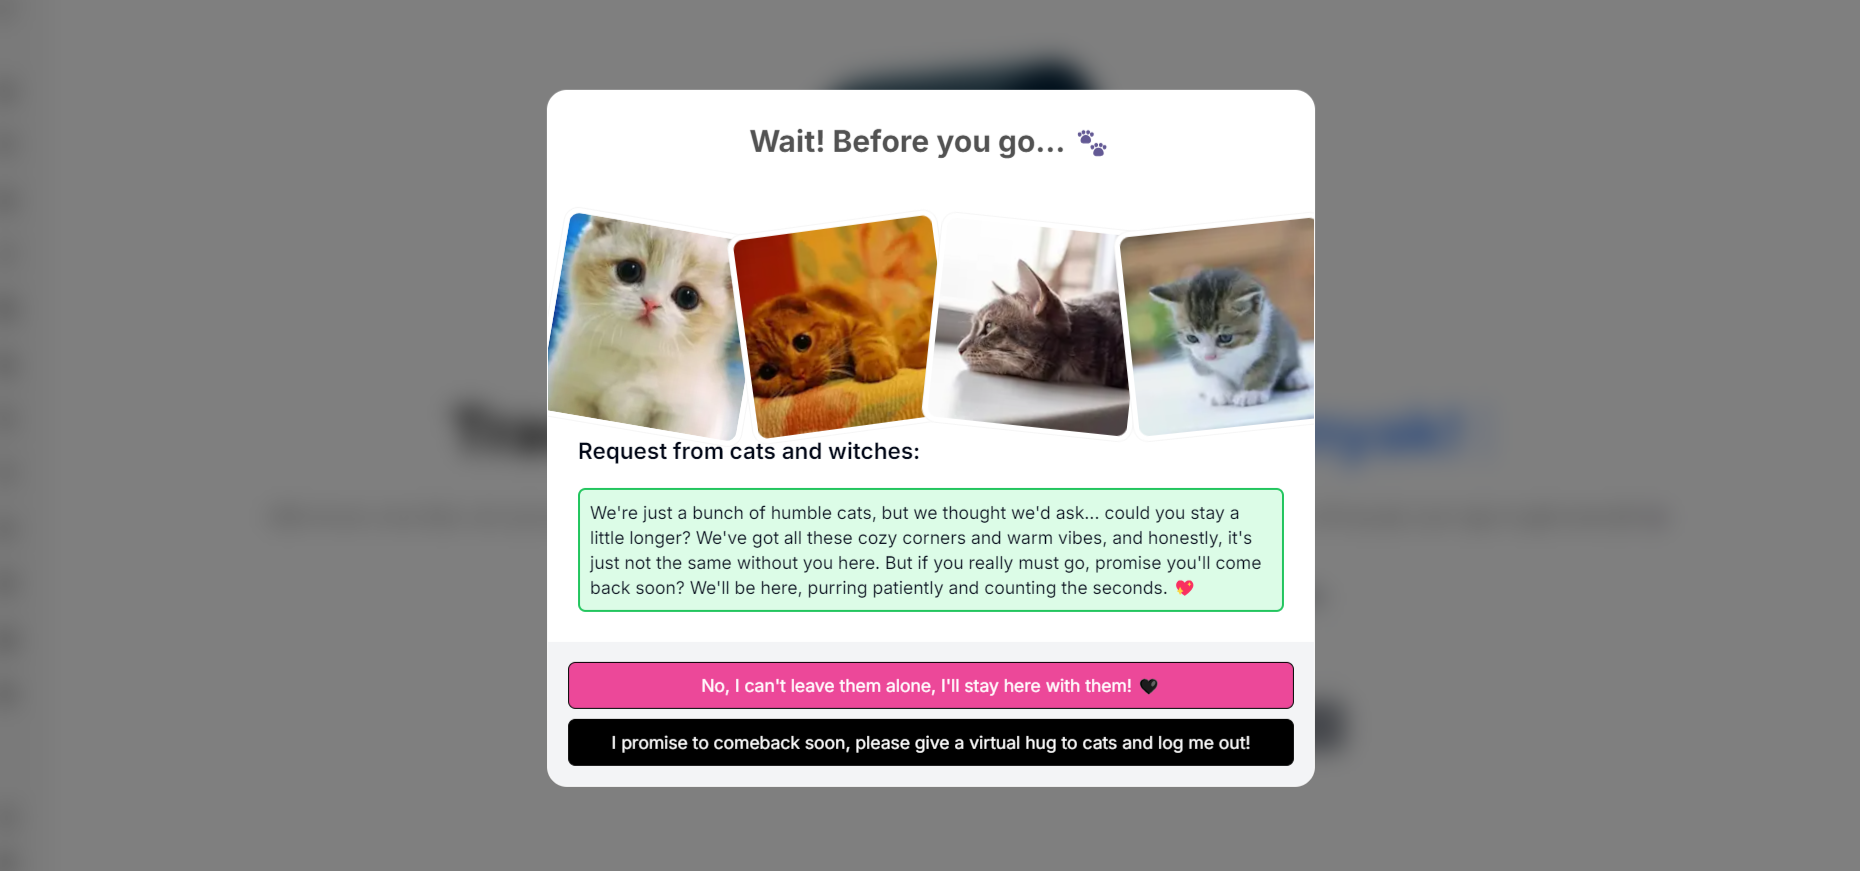 Wait! Before you go... 🐾
Request from cats and witches:
We're just a bunch of humble cats, but we thought we'd ask... could you stay a
little longer? We've got all these cozy corners and warm vibes, and honestly, it's
just not the same without you here. But if you really must go, promise you'll come
back soon? We'll be here, purring patiently and counting the seconds. 💖
No, I can't leave them alone, I'll stay here with them! 🖤
I promise to comeback soon, please give a virtual hug to cats and log me out!